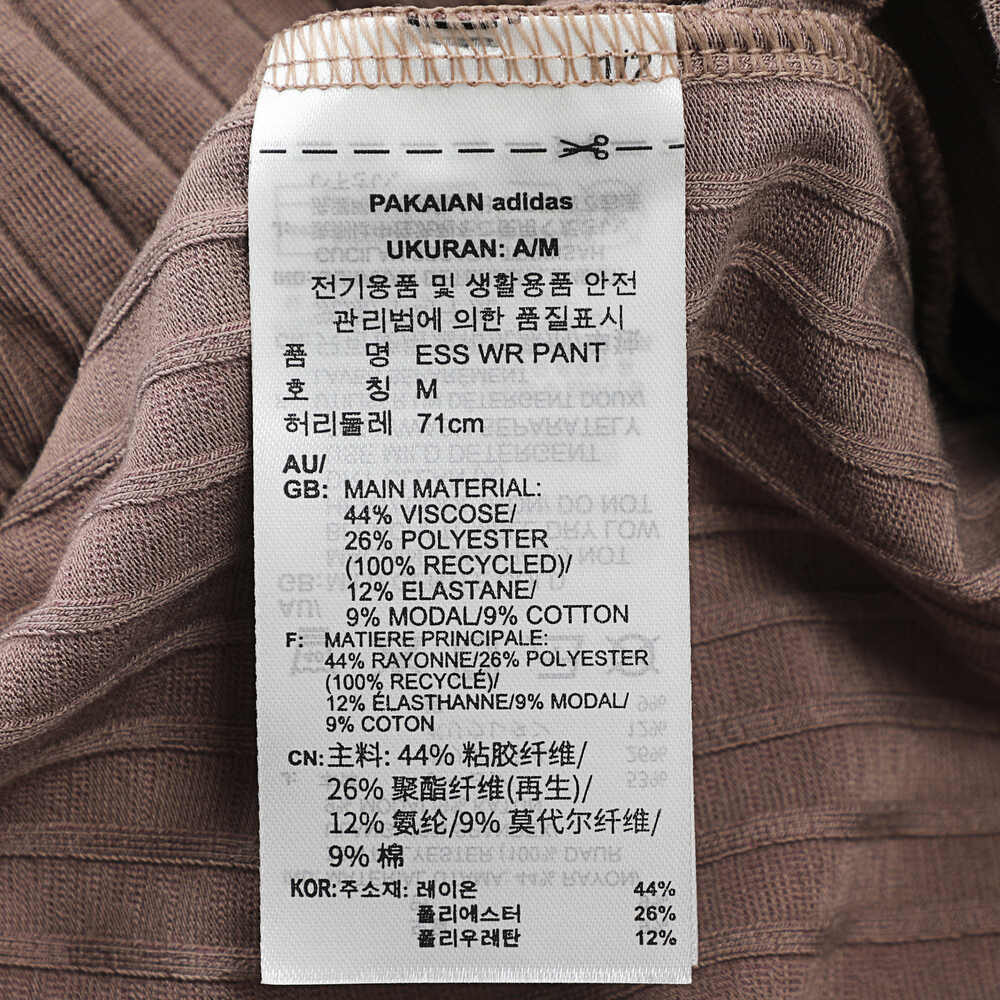 1/2
PAKAIAN adidas
UKURAN: A/M
전기용품 및 생활용품 안전
관리법에 의한 품질표시
품 명 ESS WR PANT
호 칭 M
허리둘레 71cm
AU/
GB: MAIN MATERIAL:
44% VISCOSE/
26% POLYESTER
(100% RECYCLED)/
12% ELASTANE/
9% MODAL/9% COTTON
F: MATIERE PRINCIPALE:
44% RAYONNE/26% POLYESTER
(100% RECYCLÉ)/
12% ÉLASTHANNE/9% MODAL/
9% COTON
CN: 主料: 44% 粘胶纤维/
26% 聚酯纤维(再生)/
12% 氨纶/9% 莫代尔纤维/
9% 棉
KOR: 주소재: 레이온 44%
폴리에스터 26%
폴리우레탄 12%